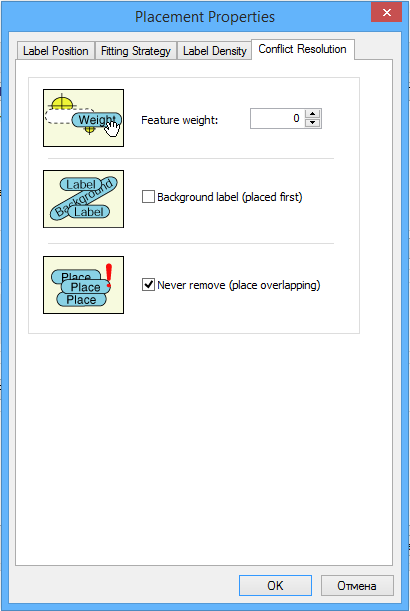 Placement Properties
Label Position Fitting Strategy Label Density Conflict Resolution
Weight
Feature weight: 0
Label
Background
Label
Background label (placed first)
Place
Place
Place
!
Never remove (place overlapping)
OK Отмена